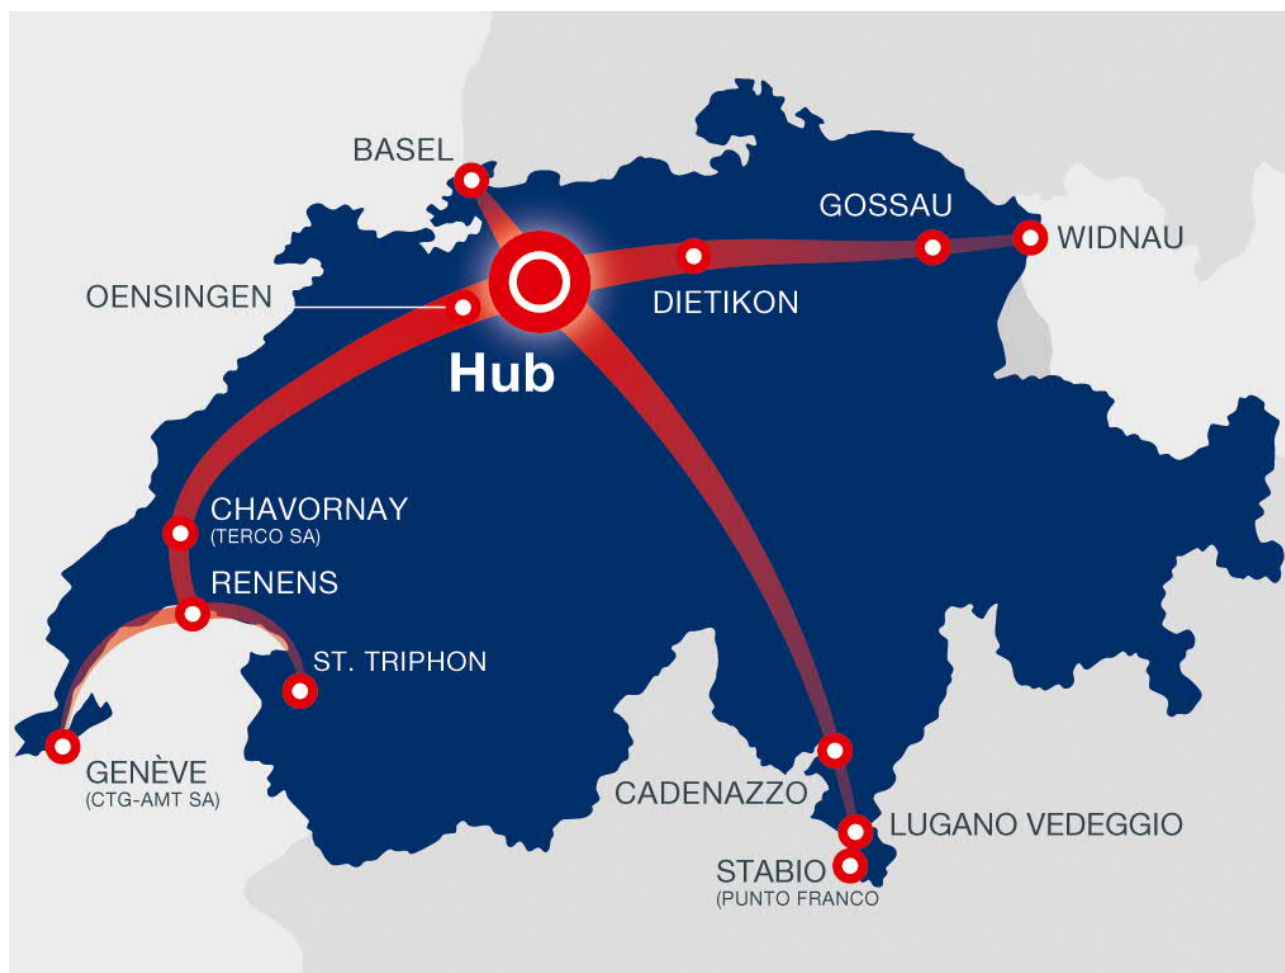 BASEL
GOSSAU
WIDNAU
OENSINGEN
DIETIKON
Hub
CHAVORNAY
(TERCO SA)
RENENS
ST. TRIPHON
GENÈVE
(CTG-AMT SA)
CADENAZZO
LUGANO VEDEGGIO
STABIO
(PUNTO FRANCO